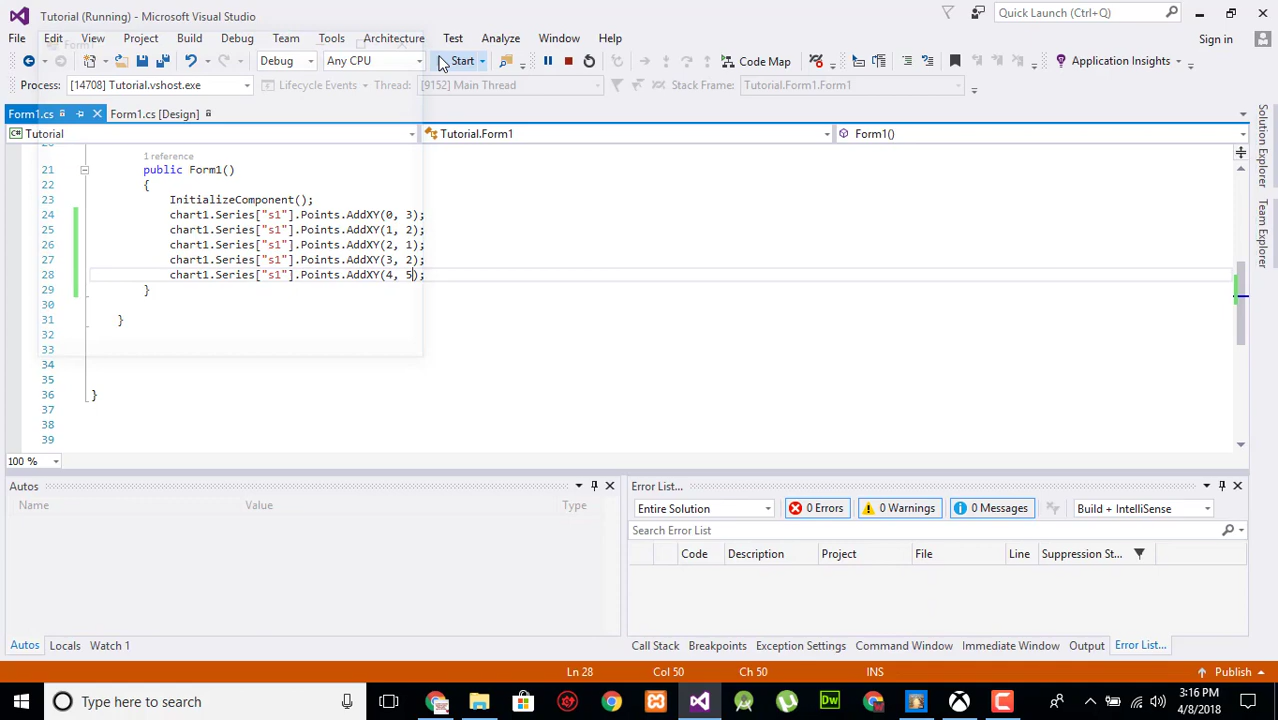 Tutorial (Running) - Microsoft Visual Studio
Quick Launch (Ctrl+Q)
File Edit View Project Build Debug Team Tools Architecture Test Analyze Window Help
Sign in
Debug Any CPU Start Code Map Application Insights
Process: [14708] Tutorial.vshost.exe Lifecycle Events Thread: [9152] Main Thread Stack Frame: Tutorial.Form1.Form1
Form1.cs Form1.cs [Design]
Tutorial Tutorial.Form1 Form1()
Solution Explorer
Team Explorer
1 reference
21 public Form1()
22 {
23 InitializeComponent();
24 chart1.Series["s1"].Points.AddXY(0, 3);
25 chart1.Series["s1"].Points.AddXY(1, 2);
26 chart1.Series["s1"].Points.AddXY(2, 1);
27 chart1.Series["s1"].Points.AddXY(3, 2);
28 chart1.Series["s1"].Points.AddXY(4, 5);
29 }
30
31 }
32
33
34
35
36 }
37
38
39
100 %
Autos
Name Value Type
Error List...
Entire Solution 0 Errors 0 Warnings 0 Messages Build + IntelliSense
Search Error List
Code Description Project File Line Suppression St...
Autos Locals Watch 1
Call Stack Breakpoints Exception Settings Command Window Immediate Window Output Error List...
Ln 28 Col 50 Ch 50 INS Publish
Type here to search
Dw
3:16 PM
4/8/2018